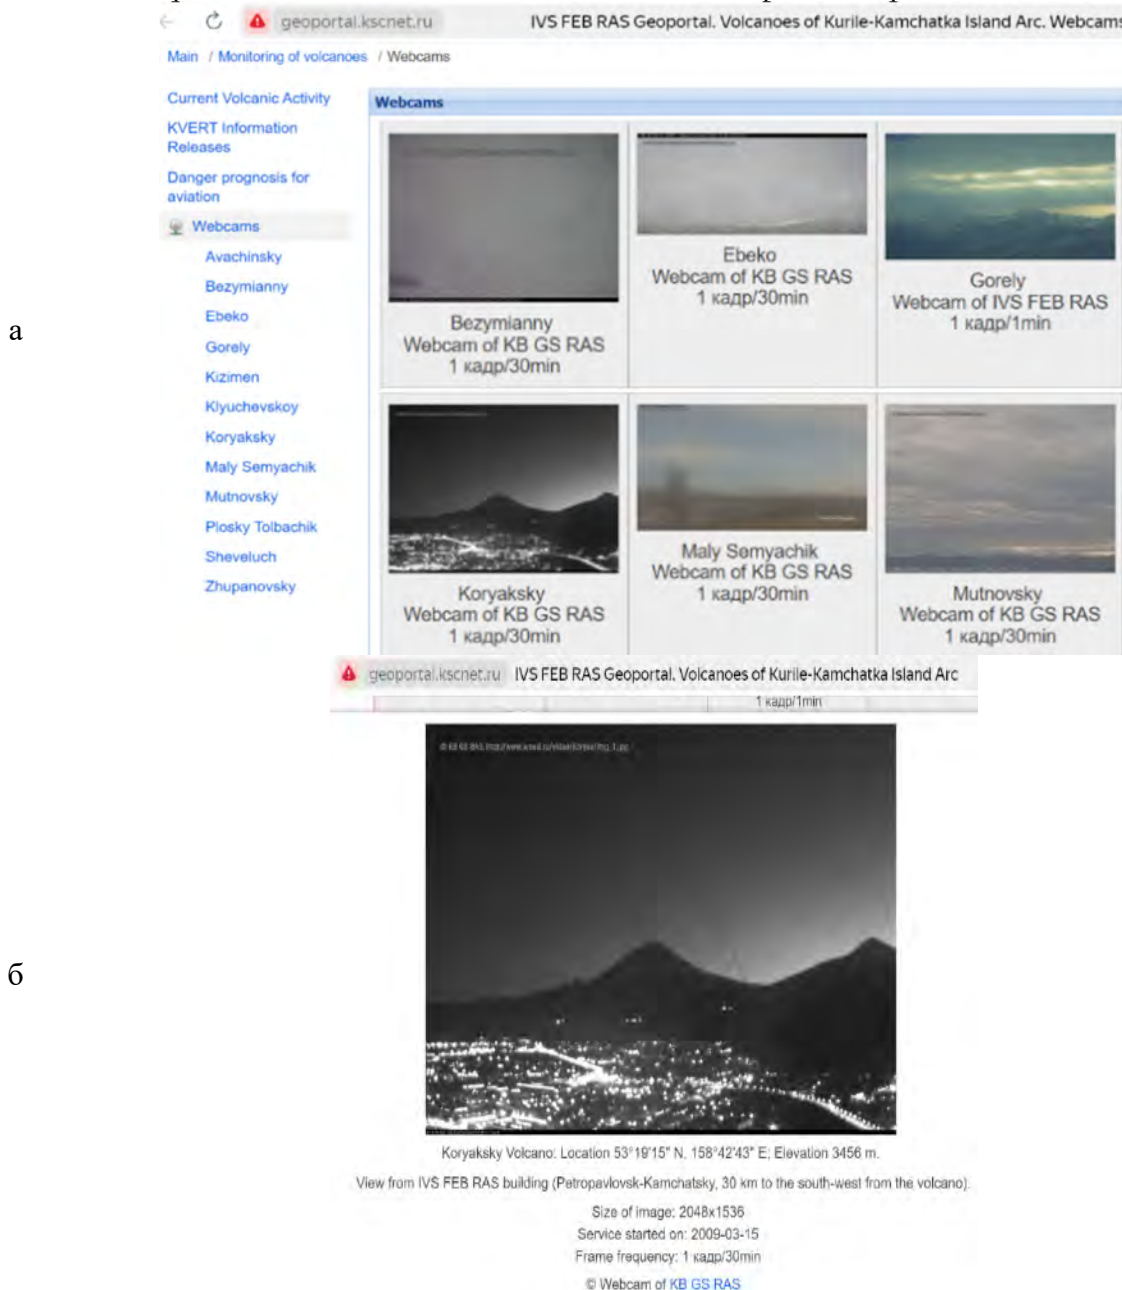 geoportal.kscnet.ru IVS FEB RAS Geoportal. Volcanoes of Kurile-Kamchatka Island Arc. Webcams
Main / Monitoring of volcanoes / Webcams
Current Volcanic Activity
KVERT Information
Releases
Danger prognosis for
aviation
Webcams
Avachinsky
Bezymianny
Ebeko
Gorely
Kizimen
Klyuchevskoy
Koryaksky
Maly Semyachik
Mutnovsky
Plosky Tolbachik
Sheveluch
Zhupanovsky
а
Webcams
Bezymianny
Webcam of KB GS RAS
1 кадр/30min
Ebeko
Webcam of KB GS RAS
1 кадр/30min
Gorely
Webcam of IVS FEB RAS
1 кадр/1min
Koryaksky
Webcam of KB GS RAS
1 кадр/30min
Maly Semyachik
Webcam of KB GS RAS
1 кадр/30min
Mutnovsky
Webcam of KB GS RAS
1 кадр/30min
geoportal.kscnet.ru IVS FEB RAS Geoportal. Volcanoes of Kurile-Kamchatka Island Arc
1 кадр/1min
б
Koryaksky Volcano: Location 53°19'15" N, 158°42'43" E; Elevation 3456 m.
View from IVS FEB RAS building (Petropavlovsk-Kamchatsky, 30 km to the south-west from the volcano).
Size of image: 2048x1536
Service started on: 2009-03-15
Frame frequency: 1 кадр/30min
© Webcam of KB GS RAS